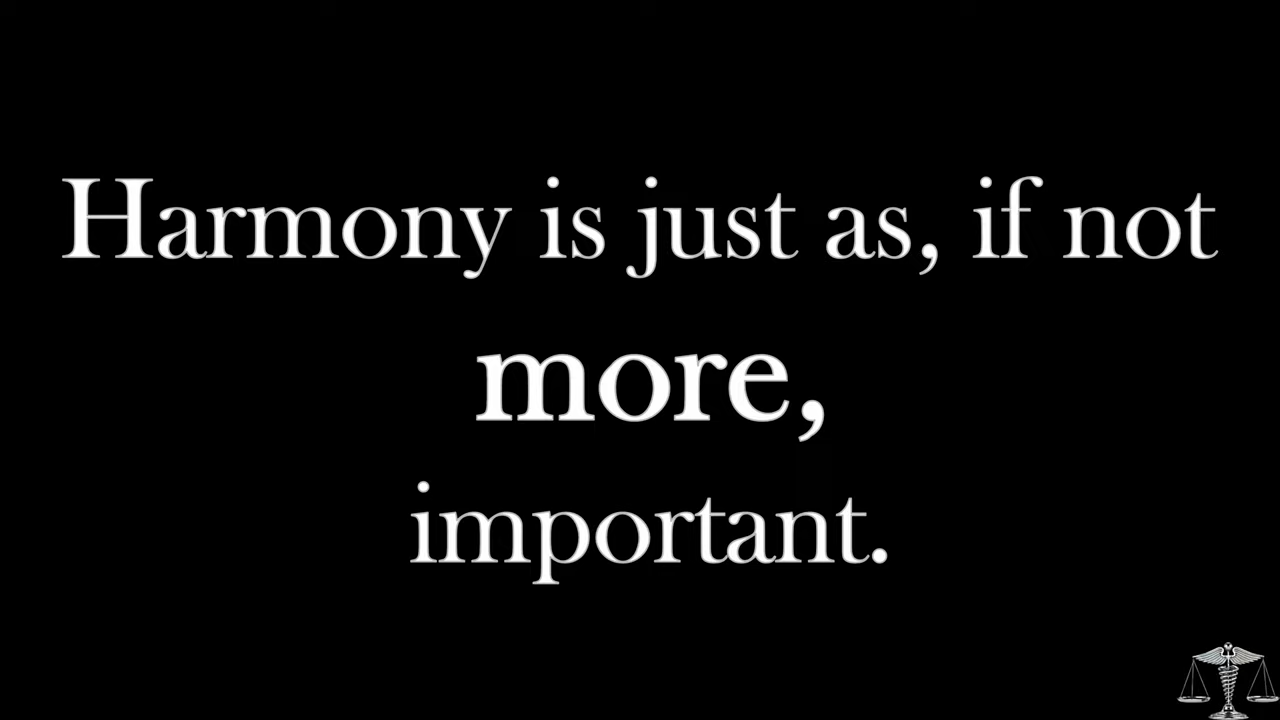 Harmony is just as, if not
more,
important.